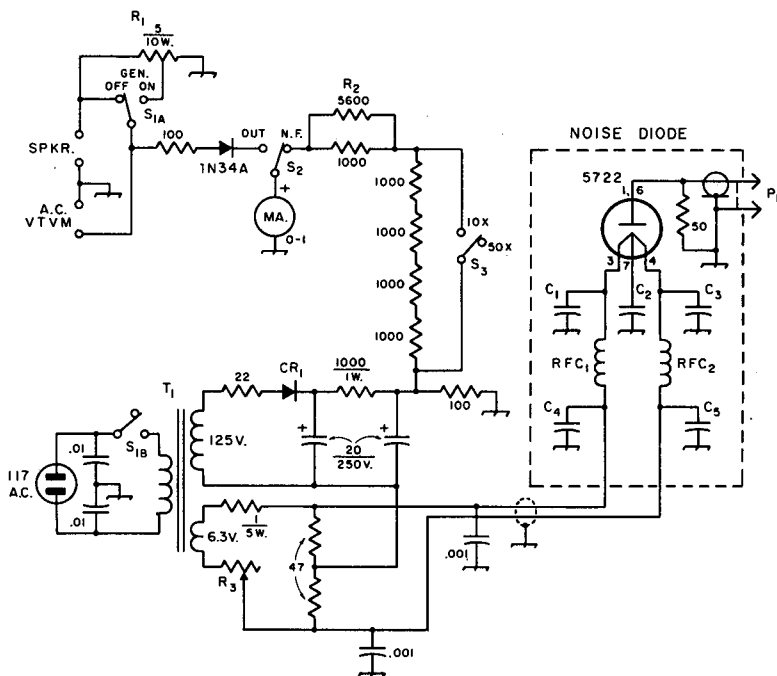 R1
5
10W.
GEN.
OFF ON
S1A
100
1N34A
OUT
N.F.
S2
SPKR.
A.C.
VTVM
+
MA.
0-1
R2
5600
1000
1000
1000
1000
1000
10X
50X
S3
NOISE DIODE
5722
1, 6
P1
50
3
7
4
C1
C2
C3
RFC1
RFC2
C4
C5
T1
22
CR1
1000
1W.
100
+
+
20
250V.
125V.
S1B
.01
117
A.C.
.01
6.3V.
1
5W.
R3
47
.001
.001